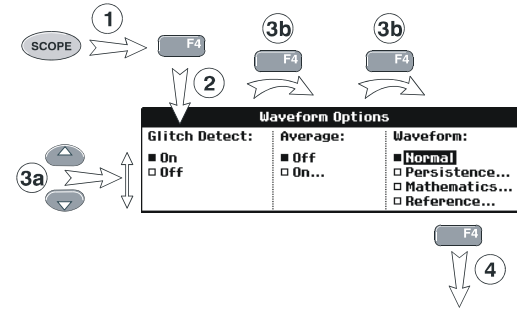 1
3b
3b
SCOPE
F4
F4
F4
2
Waveform Options
Glitch Detect:
■ On
□ Off
Average:
■ Off
□ On...
Waveform:
■ Normal
□ Persistence...
□ Mathematics...
□ Reference...
3a
F4
4